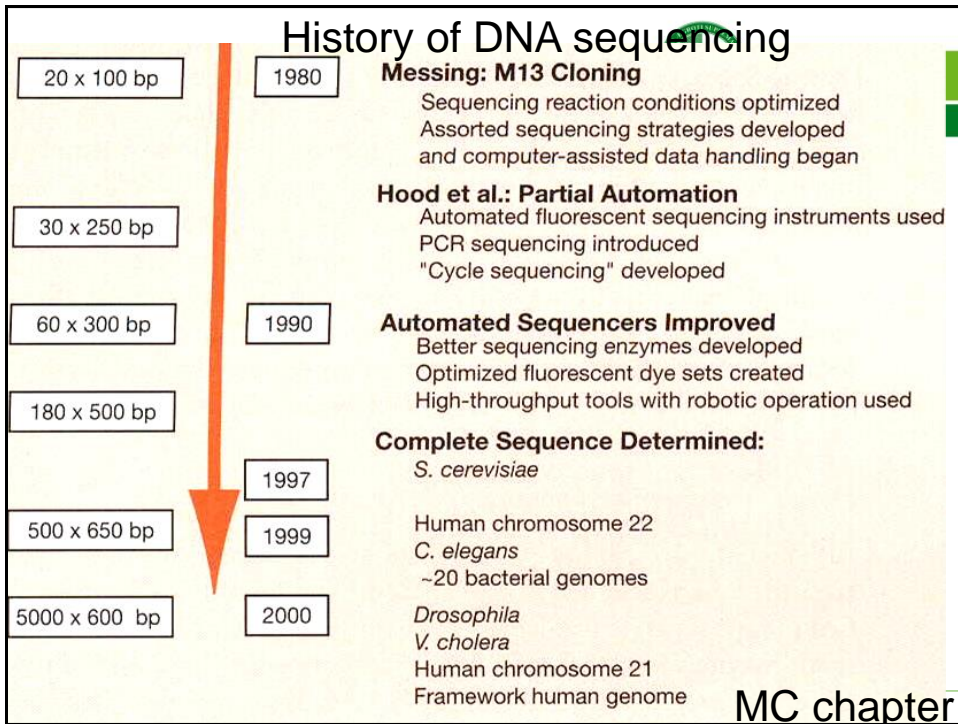 History of DNA sequencing
20 x 100 bp
1980
Messing: M13 Cloning
Sequencing reaction conditions optimized
Assorted sequencing strategies developed
and computer-assisted data handling began
Hood et al.: Partial Automation
30 x 250 bp
Automated fluorescent sequencing instruments used
PCR sequencing introduced
"Cycle sequencing" developed
60 x 300 bp
1990
Automated Sequencers Improved
Better sequencing enzymes developed
Optimized fluorescent dye sets created
180 x 500 bp
High-throughput tools with robotic operation used
Complete Sequence Determined:
1997
S. cerevisiae
500 x 650 bp
1999
Human chromosome 22
C. elegans
~20 bacterial genomes
5000 x 600 bp
2000
Drosophila
V. cholera
Human chromosome 21
Framework human genome
MC chapter